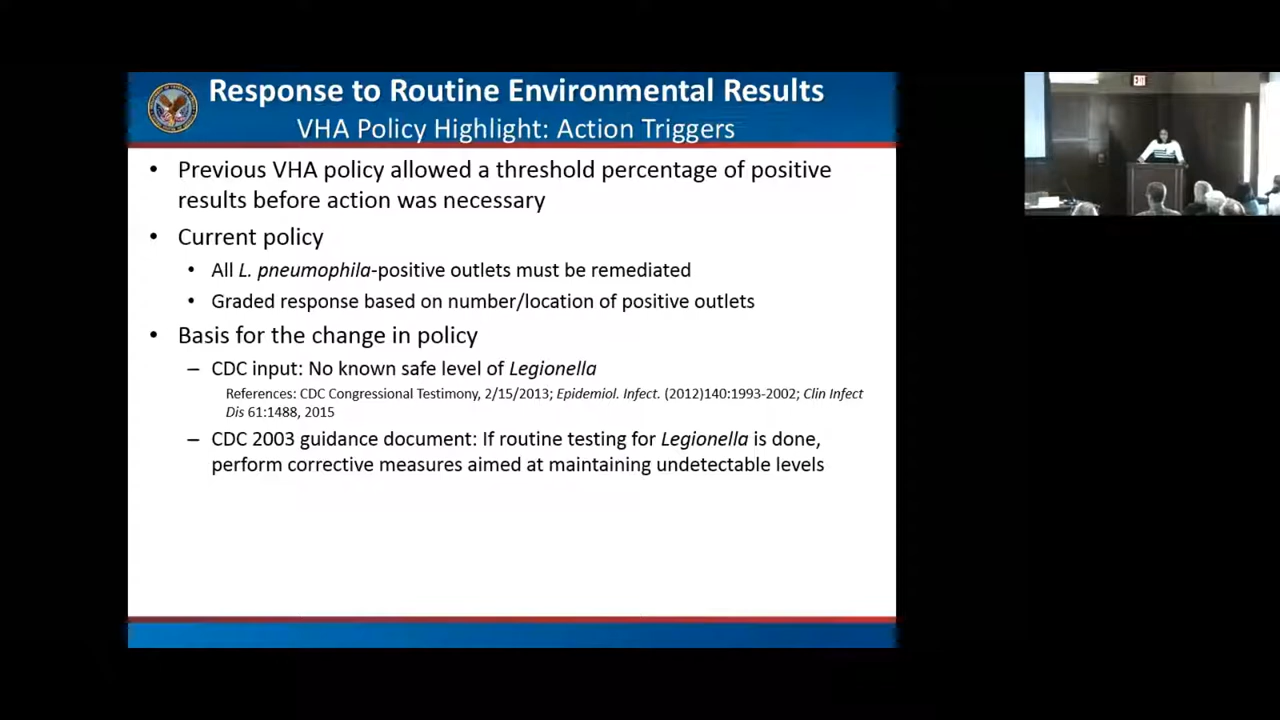 Response to Routine Environmental Results
VHA Policy Highlight: Action Triggers
• Previous VHA policy allowed a threshold percentage of positive
results before action was necessary
• Current policy
• All L. pneumophila-positive outlets must be remediated
• Graded response based on number/location of positive outlets
• Basis for the change in policy
– CDC input: No known safe level of Legionella
References: CDC Congressional Testimony, 2/15/2013; Epidemiol. Infect. (2012)140:1993-2002; Clin Infect
Dis 61:1488, 2015
– CDC 2003 guidance document: If routine testing for Legionella is done,
perform corrective measures aimed at maintaining undetectable levels
EXIT